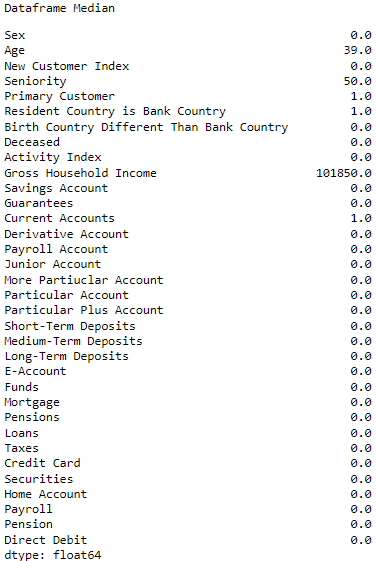 Dataframe Median
Sex 0.0
Age 39.0
New Customer Index 0.0
Seniority 50.0
Primary Customer 1.0
Resident Country is Bank Country 1.0
Birth Country Different Than Bank Country 0.0
Deceased 0.0
Activity Index 0.0
Gross Household Income 101850.0
Savings Account 0.0
Guarantees 0.0
Current Accounts 1.0
Derivative Account 0.0
Payroll Account 0.0
Junior Account 0.0
More Partiuclar Account 0.0
Particular Account 0.0
Particular Plus Account 0.0
Short-Term Deposits 0.0
Medium-Term Deposits 0.0
Long-Term Deposits 0.0
E-Account 0.0
Funds 0.0
Mortgage 0.0
Pensions 0.0
Loans 0.0
Taxes 0.0
Credit Card 0.0
Securities 0.0
Home Account 0.0
Payroll 0.0
Pension 0.0
Direct Debit 0.0
dtype: float64